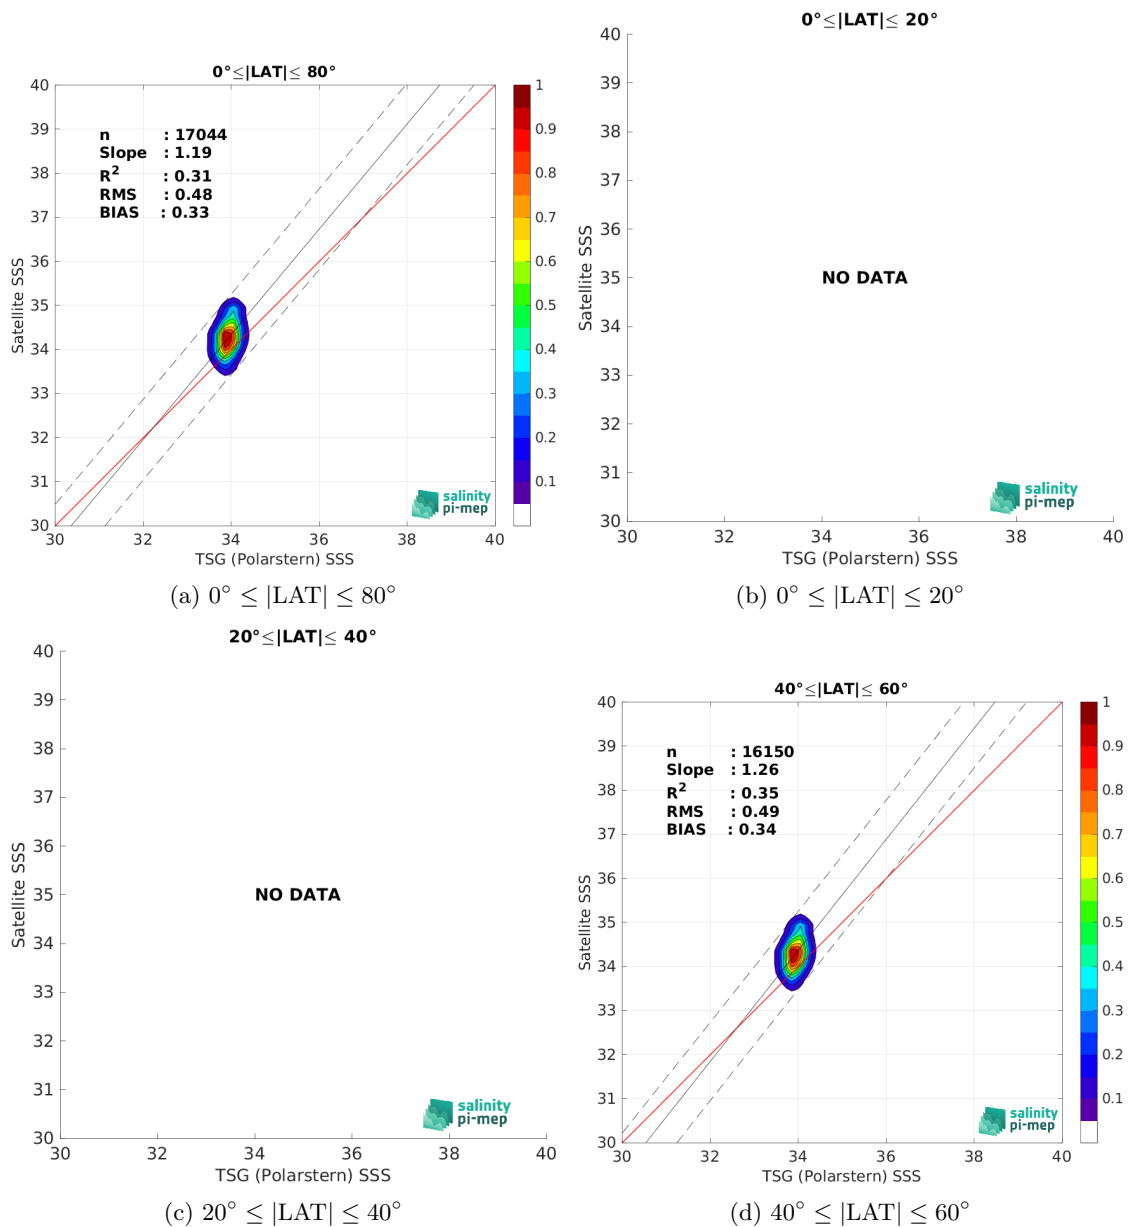 0°≤|LAT|≤ 80°
40
39
38
37
36
35
34
33
32
31
30
Satellite SSS
n : 17044
Slope : 1.19
R² : 0.31
RMS : 0.48
BIAS : 0.33
salinity
pi-mep
30 32 34 36 38 40
TSG (Polarstern) SSS
1
0.9
0.8
0.7
0.6
0.5
0.4
0.3
0.2
0.1
(a) 0° ≤ |LAT| ≤ 80°
0°≤|LAT|≤ 20°
40
39
38
37
36
35
34
33
32
31
30
Satellite SSS
NO DATA
salinity
pi-mep
30 32 34 36 38 40
TSG (Polarstern) SSS
(b) 0° ≤ |LAT| ≤ 20°
20°≤|LAT|≤ 40°
40
39
38
37
36
35
34
33
32
31
30
Satellite SSS
NO DATA
salinity
pi-mep
30 32 34 36 38 40
TSG (Polarstern) SSS
(c) 20° ≤ |LAT| ≤ 40°
40°≤|LAT|≤ 60°
40
39
38
37
36
35
34
33
32
31
30
Satellite SSS
n : 16150
Slope : 1.26
R² : 0.35
RMS : 0.49
BIAS : 0.34
salinity
pi-mep
30 32 34 36 38 40
TSG (Polarstern) SSS
1
0.9
0.8
0.7
0.6
0.5
0.4
0.3
0.2
0.1
(d) 40° ≤ |LAT| ≤ 60°